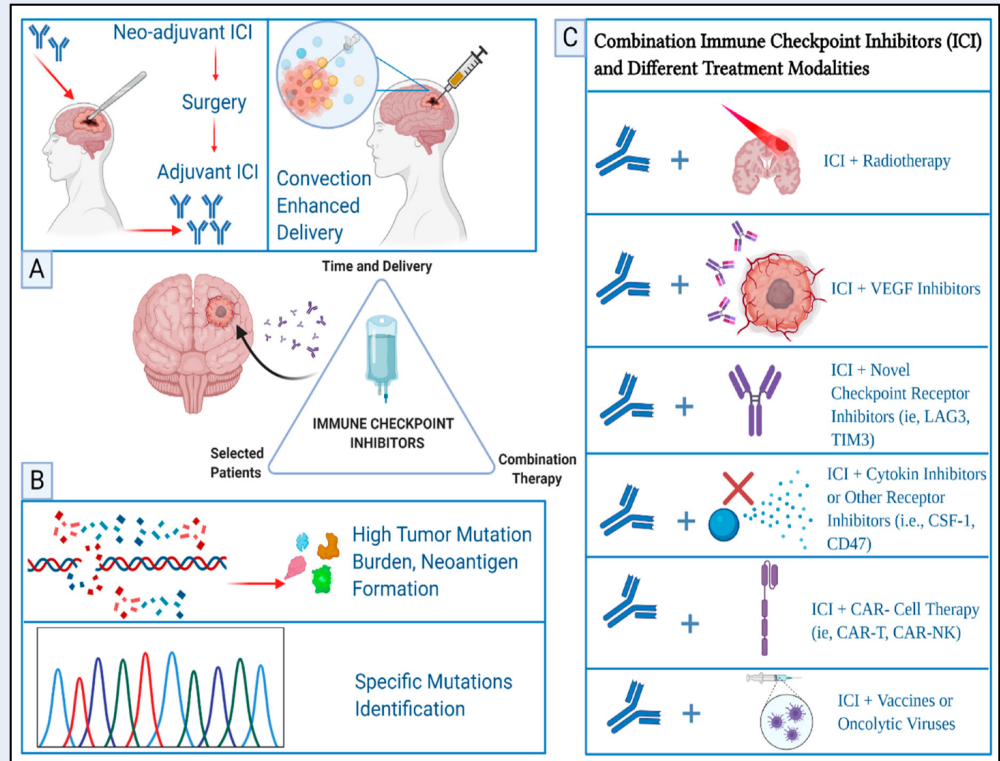 Neo-adjuvant ICI
Surgery
Adjuvant ICI
Convection
Enhanced
Delivery
A
Time and Delivery
IMMUNE CHECKPOINT
INHIBITORS
Selected
Patients
Combination
Therapy
B
High Tumor Mutation
Burden, Neoantigen
Formation
Specific Mutations
Identification
C
Combination Immune Checkpoint Inhibitors (ICI)
and Different Treatment Modalities
+
ICI + Radiotherapy
+
ICI + VEGF Inhibitors
+
ICI + Novel
Checkpoint Receptor
Inhibitors (ie, LAG3,
TIM3)
+
ICI + Cytokin Inhibitors
or Other Receptor
Inhibitors (i.e., CSF-1,
CD47)
+
ICI + CAR- Cell Therapy
(ie, CAR-T, CAR-NK)
+
ICI + Vaccines or
Oncolytic Viruses